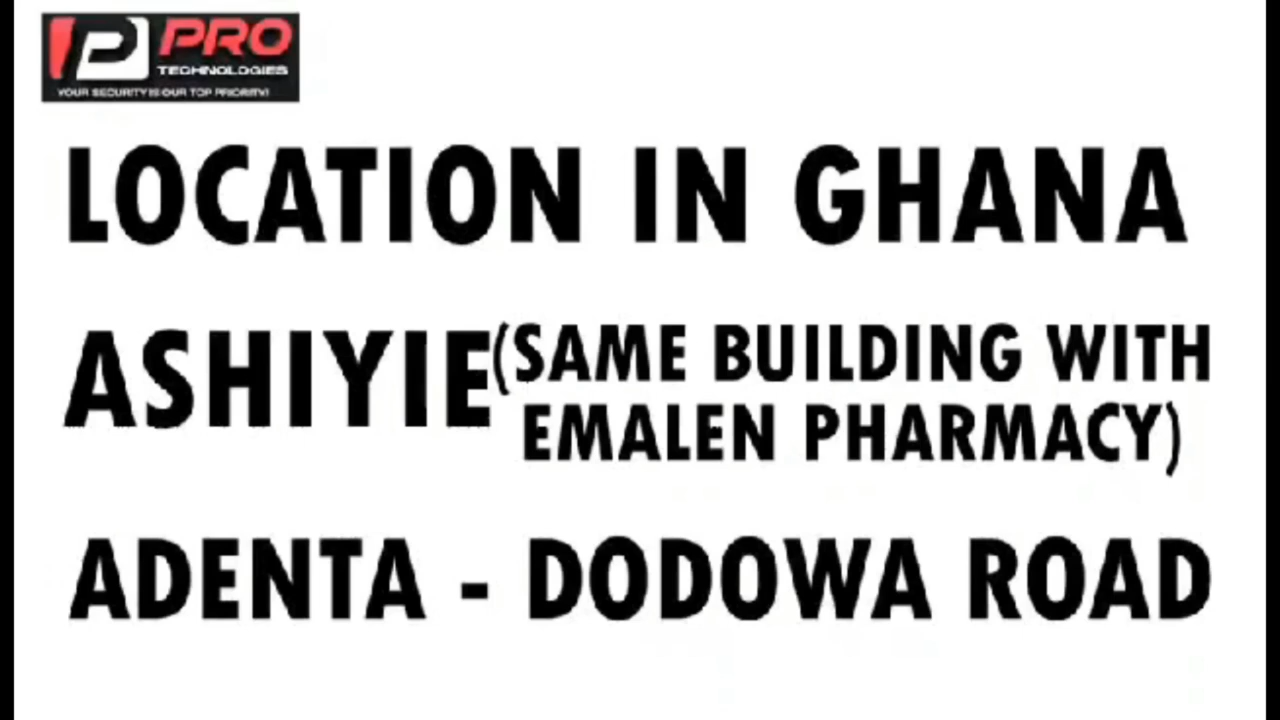 PRO
TECHNOLOGIES
YOUR SECURITY IS OUR TOP PRIORITY!
LOCATION IN GHANA
ASHIYIE (SAME BUILDING WITH
EMALEN PHARMACY)
ADENTA - DODOWA ROAD